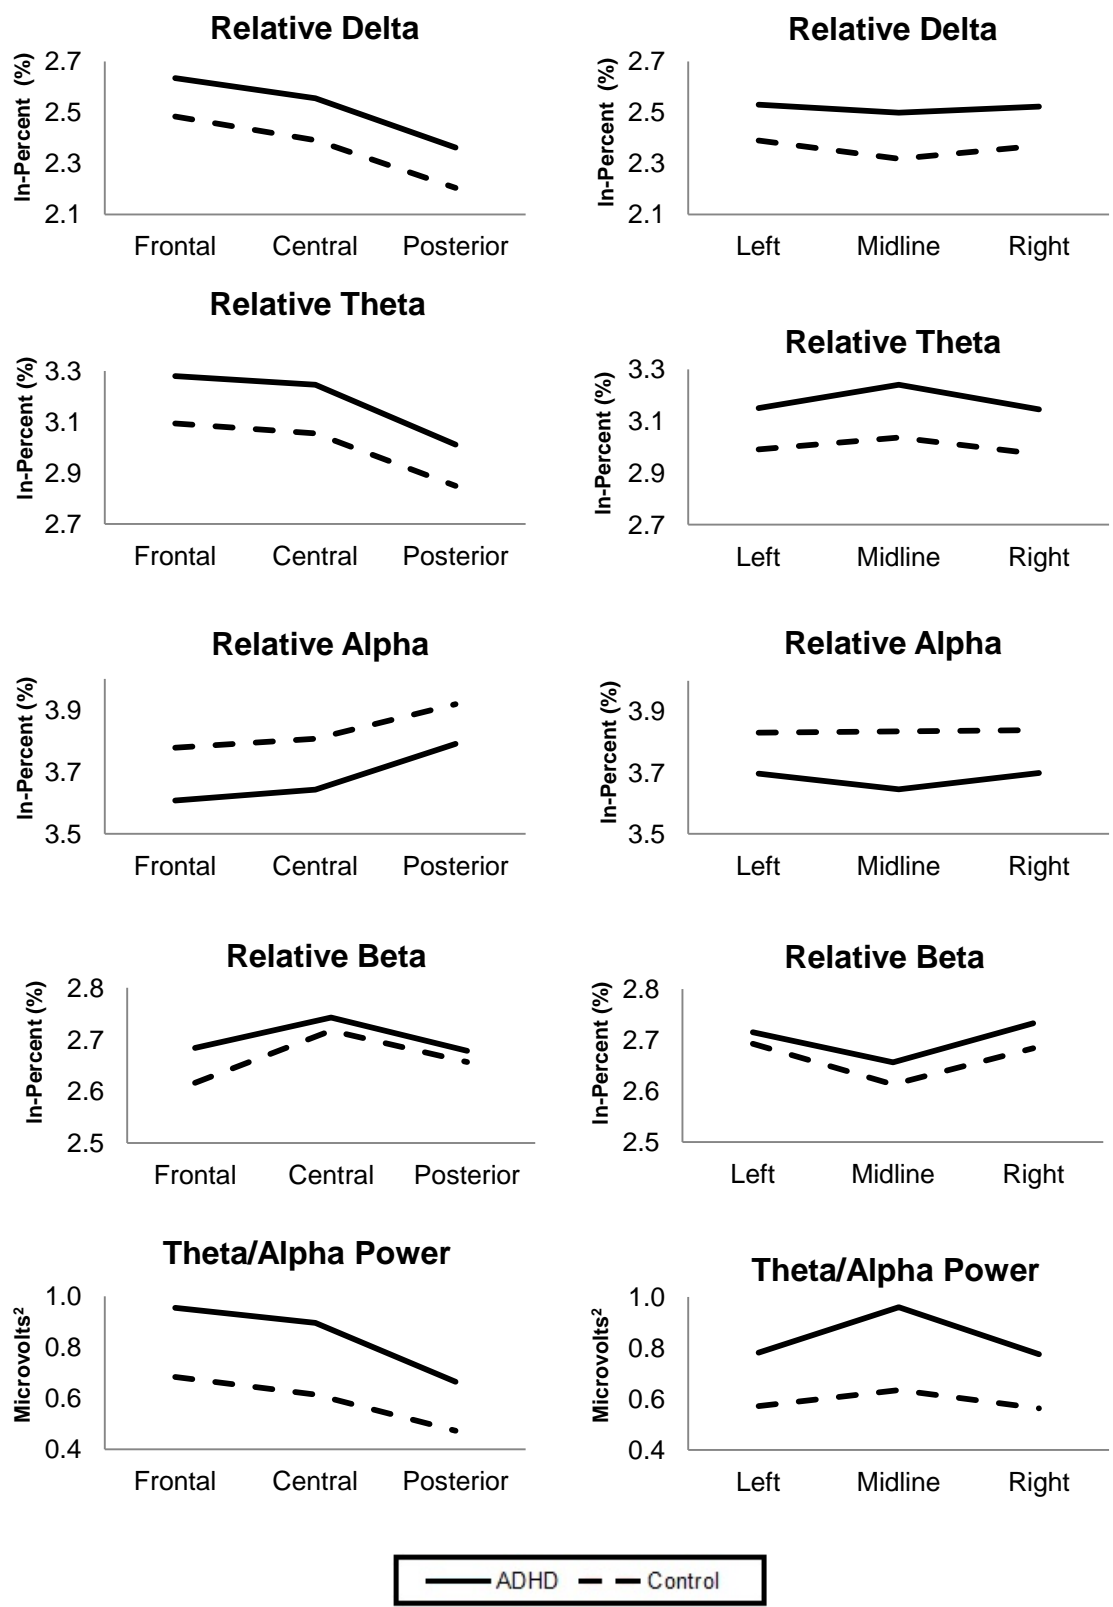 Relative Delta
In-Percent (%)
2.7
2.5
2.3
2.1
Frontal Central Posterior
Relative Delta
In-Percent (%)
2.7
2.5
2.3
2.1
Left Midline Right
Relative Theta
In-Percent (%)
3.3
3.1
2.9
2.7
Frontal Central Posterior
Relative Theta
In-Percent (%)
3.3
3.1
2.9
2.7
Left Midline Right
Relative Alpha
In-Percent (%)
3.9
3.7
3.5
Frontal Central Posterior
Relative Alpha
In-Percent (%)
3.9
3.7
3.5
Left Midline Right
Relative Beta
In-Percent (%)
2.8
2.7
2.6
2.5
Frontal Central Posterior
Relative Beta
In-Percent (%)
2.8
2.7
2.6
2.5
Left Midline Right
Theta/Alpha Power
Microvolts²
1.0
0.8
0.6
0.4
Frontal Central Posterior
Theta/Alpha Power
Microvolts²
1.0
0.8
0.6
0.4
Left Midline Right
ADHD Control